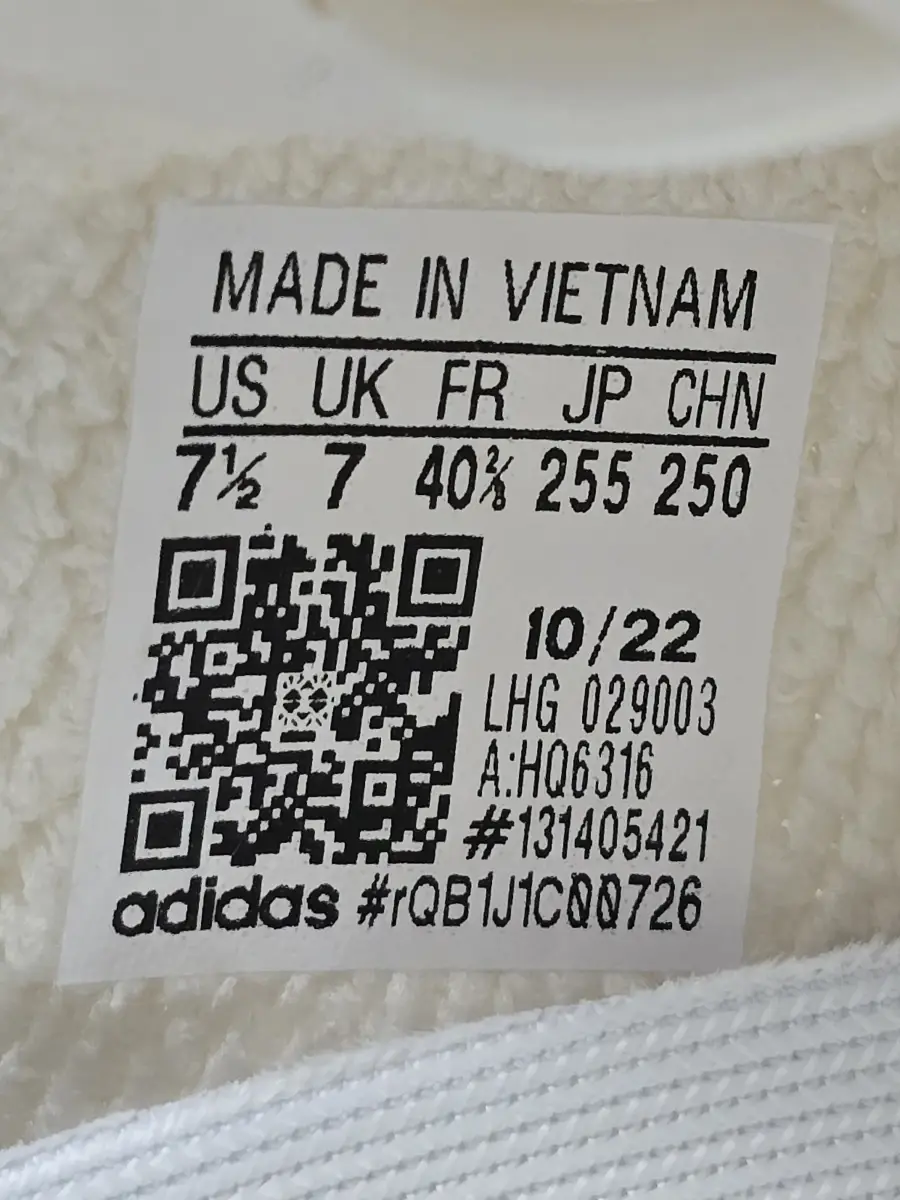 MADE IN VIETNAM
US UK FR JP CHN
7½ 7 40⅔ 255 250
10/22
LHG 029003
A:HQ6316
#131405421
adidas #rQB1J1C00726